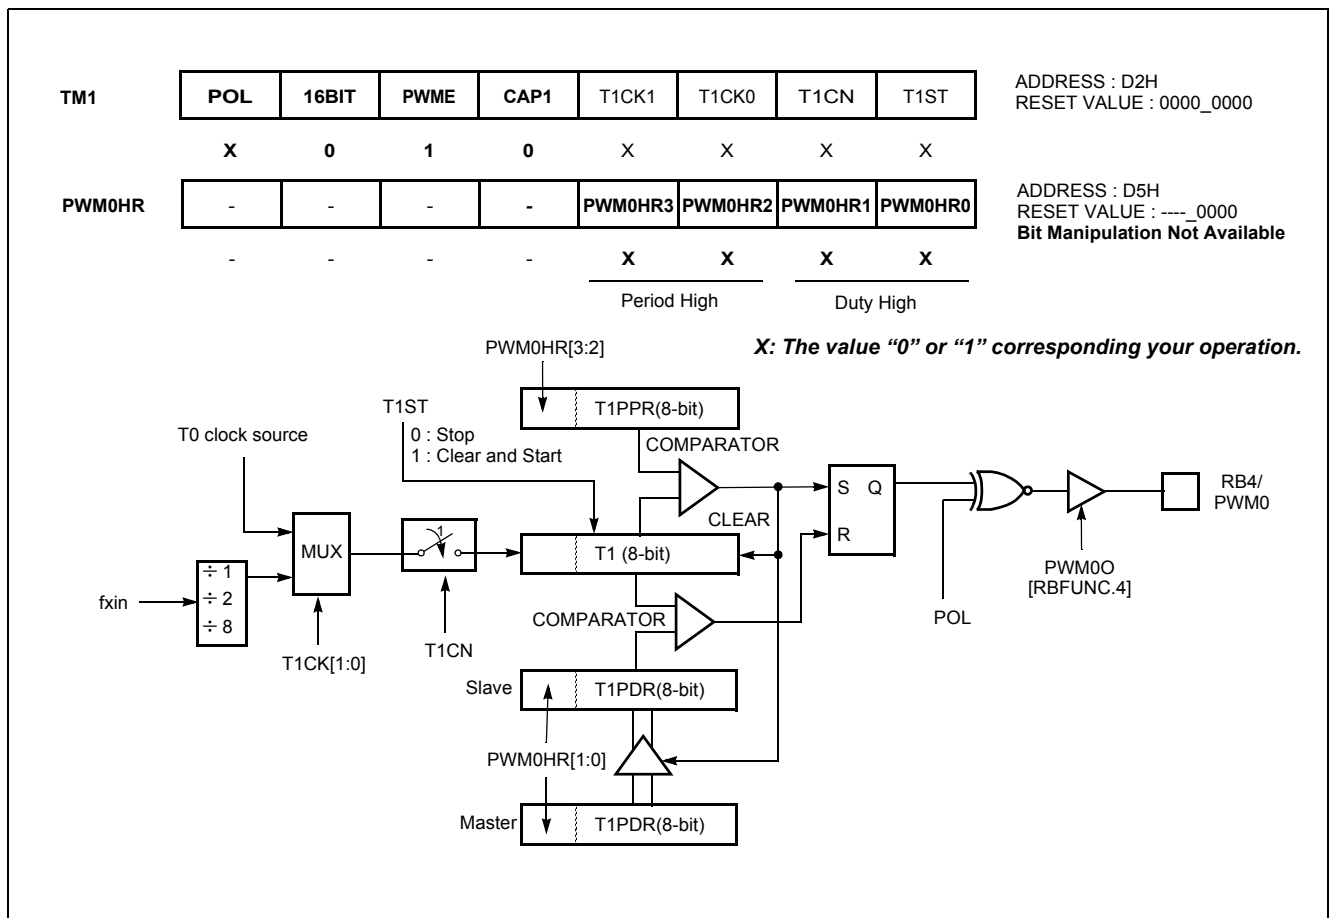 TM1 POL 16BIT PWME CAP1 T1CK1 T1CK0 T1CN T1ST
ADDRESS : D2H
RESET VALUE : 0000_0000
X 0 1 0 X X X X
PWM0HR - - - - PWM0HR3 PWM0HR2 PWM0HR1 PWM0HR0
ADDRESS : D5H
RESET VALUE : ----_0000
Bit Manipulation Not Available
- - - - X X X X
Period High Duty High
X: The value “0” or “1” corresponding your operation.
PWM0HR[3:2]
T1ST
0 : Stop
1 : Clear and Start
T1PPR(8-bit)
T0 clock source
COMPARATOR
S Q
R
CLEAR
RB4/
PWM0
MUX
1
T1 (8-bit)
÷ 1
÷ 2
÷ 8
fxin
PWM0O
[RBFUNC.4]
POL
COMPARATOR
T1CK[1:0]
T1CN
Slave
T1PDR(8-bit)
PWM0HR[1:0]
Master
T1PDR(8-bit)